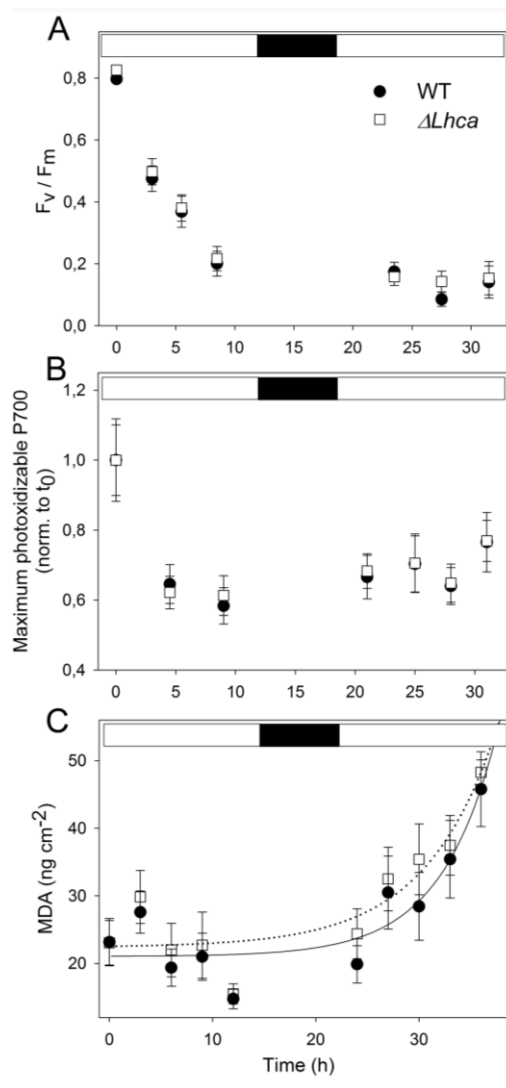 A
WT
ΔLhca
0,8
0,6
0,4
0,2
0,0
Fv / Fm
0 5 10 15 20 25 30
B
1,2
1,0
0,8
0,6
0,4
Maximum photoxidizable P700
(norm. to t0)
0 5 10 15 20 25 30
C
50
40
30
20
MDA (ng cm-2)
0 10 20 30
Time (h)